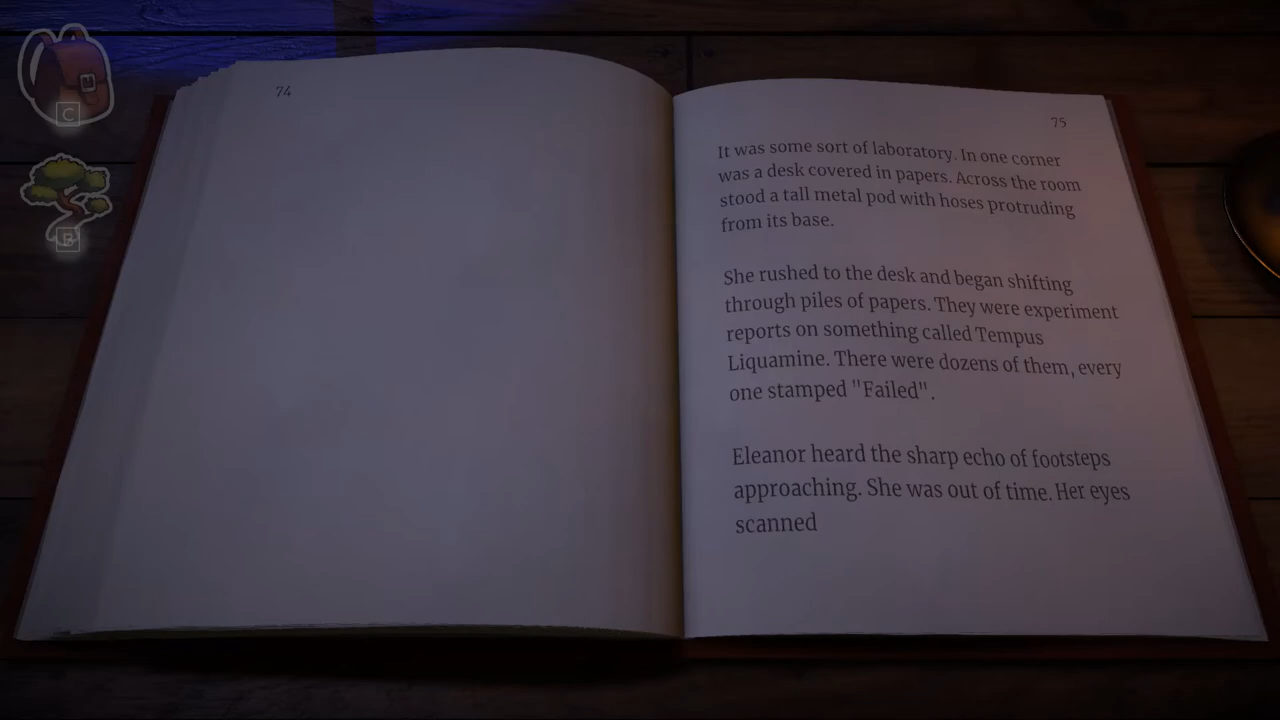 C
B
74
75
It was some sort of laboratory. In one corner
was a desk covered in papers. Across the room
stood a tall metal pod with hoses protruding
from its base.
She rushed to the desk and began shifting
through piles of papers. They were experiment
reports on something called Tempus
Liquamine. There were dozens of them, every
one stamped "Failed".
Eleanor heard the sharp echo of footsteps
approaching. She was out of time. Her eyes
scanned